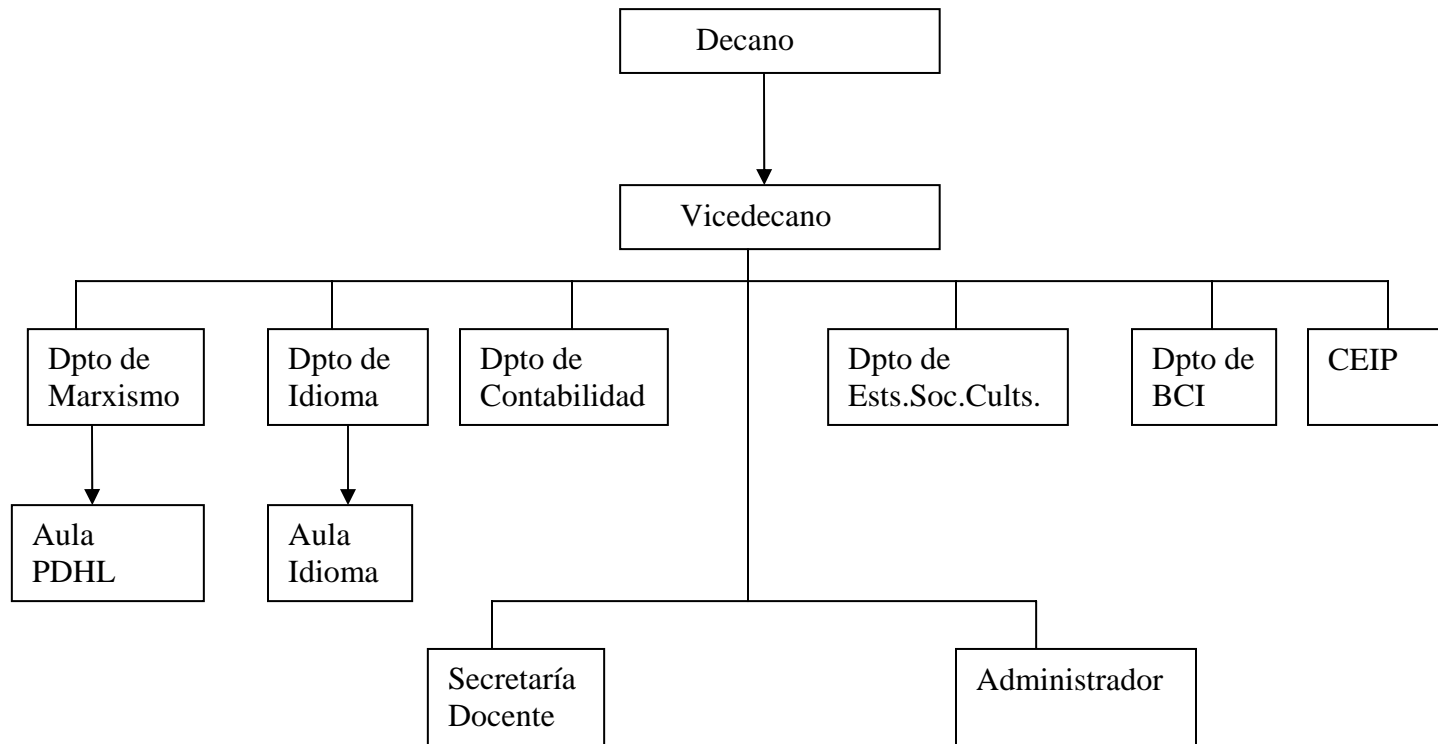 Decano
Vicedecano
Dpto de
Marxismo
Dpto de
Idioma
Dpto de
Contabilidad
Dpto de
Ests.Soc.Cults.
Dpto de
BCI
CEIP
Aula
PDHL
Aula
Idioma
Secretaría
Docente
Administrador